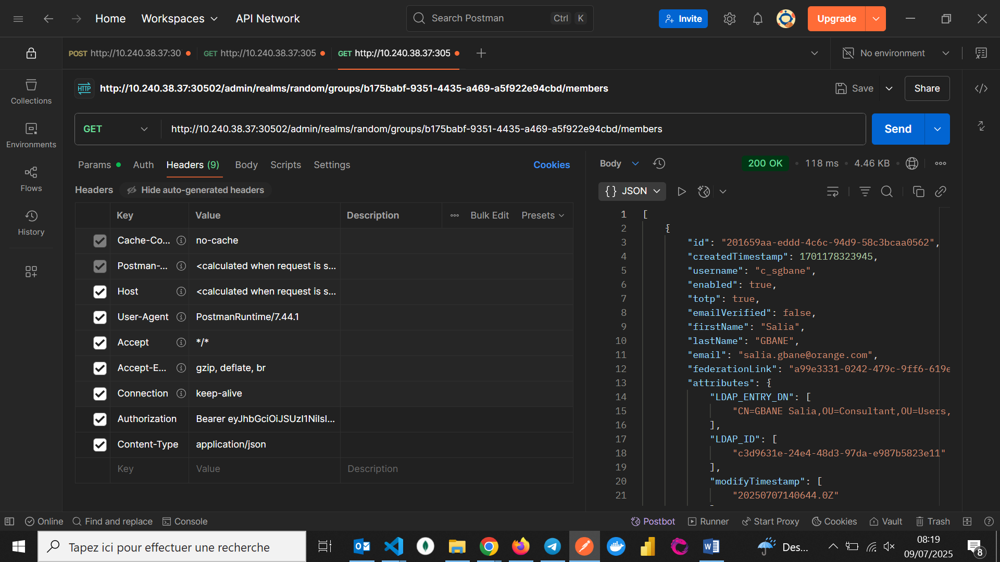 Home
Workspaces
API Network
Search Postman
Ctrl K
Invite
Upgrade
POST http://10.240.38.37:30
GET http://10.240.38.37:305
GET http://10.240.38.37:305
No environment
HTTP http://10.240.38.37:30502/admin/realms/random/groups/b175babf-9351-4435-a469-a5f922e94cbd/members
Save
Share
Collections
Environments
Flows
History
GET
http://10.240.38.37:30502/admin/realms/random/groups/b175babf-9351-4435-a469-a5f922e94cbd/members
Send
Params
Auth
Headers (9)
Body
Scripts
Settings
Cookies
Headers
Hide auto-generated headers
Key Value Description Bulk Edit Presets
Cache-Co... no-cache
Postman-... <calculated when request is s...
Host <calculated when request is s...
User-Agent PostmanRuntime/7.44.1
Accept */*
Accept-E... gzip, deflate, br
Connection keep-alive
Authorization Bearer eyJhbGciOiJSUzI1NiIsI...
Content-Type application/json
Key Value Description
Body
200 OK 118 ms 4.46 KB
{} JSON
1 [
2 {
3 "id": "201659aa-eddd-4c6c-94d9-58c3bcaa0562",
4 "createdTimestamp": 1701178323945,
5 "username": "c_sgbane",
6 "enabled": true,
7 "totp": true,
8 "emailVerified": false,
9 "firstName": "Salia",
10 "lastName": "GBANE",
11 "email": "salia.gbane@orange.com",
12 "federationLink": "a99e3331-0242-479c-9ff6-619e
13 "attributes": {
14 "LDAP_ENTRY_DN": [
15 "CN=GBANE Salia,OU=Consultant,OU=Users,
16 ],
17 "LDAP_ID": [
18 "c3d9631e-24e4-48d3-97da-e987b5823e11"
19 ],
20 "modifyTimestamp": [
21 "20250707140644.0Z"
Online
Find and replace
Console
Postbot
Runner
Start Proxy
Cookies
Vault
Trash
Tapez ici pour effectuer une recherche
Des...
08:19
09/07/2025
8